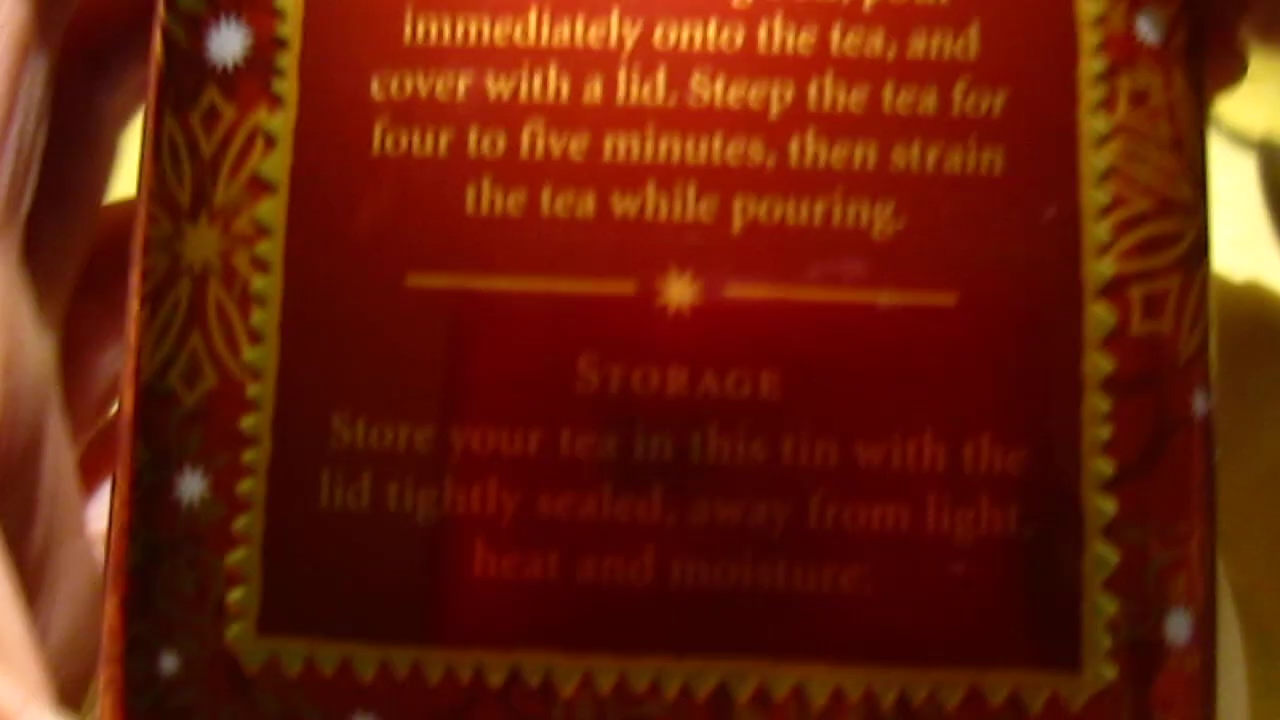 immediately onto the tea, and
cover with a lid. Steep the tea for
four to five minutes, then strain
the tea while pouring.
STORAGE
Store your tea in this tin with the
lid tightly sealed, away from light,
heat and moisture.